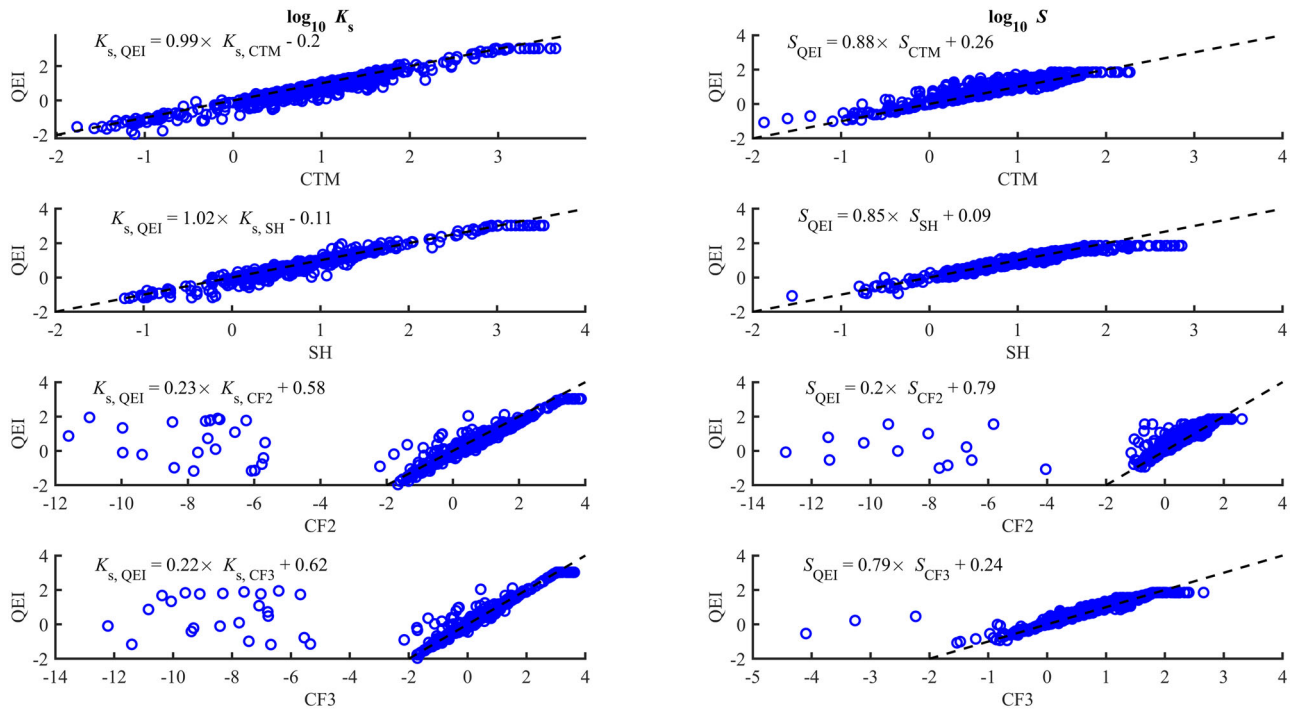 log10 Ks
log10 S
Ks, QEI = 0.99× Ks, CTM - 0.2
QEI
2
0
-2
-2 -1 0 1 2 3
CTM
SQEI = 0.88× SCTM + 0.26
QEI
4
2
0
-2
-2 -1 0 1 2 3 4
CTM
Ks, QEI = 1.02× Ks, SH - 0.11
QEI
4
2
0
-2
-2 -1 0 1 2 3 4
SH
SQEI = 0.85× SSH + 0.09
QEI
4
2
0
-2
-2 -1 0 1 2 3 4
SH
Ks, QEI = 0.23× Ks, CF2 + 0.58
QEI
4
2
0
-2
-12 -10 -8 -6 -4 -2 0 2 4
CF2
SQEI = 0.2× SCF2 + 0.79
QEI
4
2
0
-2
-14 -12 -10 -8 -6 -4 -2 0 2 4
CF2
Ks, QEI = 0.22× Ks, CF3 + 0.62
QEI
4
2
0
-2
-14 -12 -10 -8 -6 -4 -2 0 2 4
CF3
SQEI = 0.79× SCF3 + 0.24
QEI
4
2
0
-2
-5 -4 -3 -2 -1 0 1 2 3 4
CF3